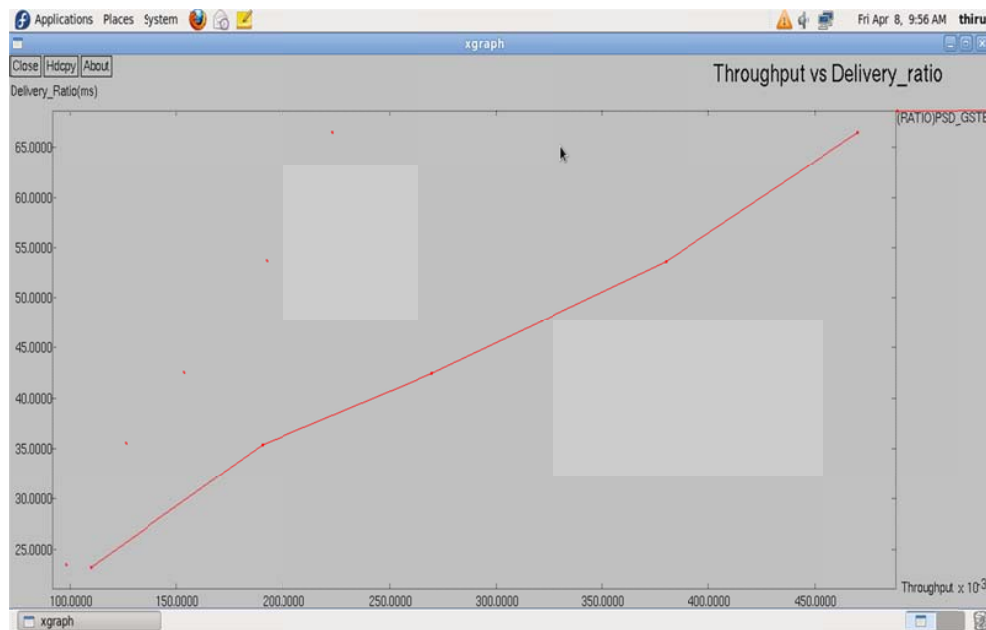 Applications Places System Fri Apr 8, 9:56 AM thiru
xgraph
Close Hdcpy About
Throughput vs Delivery_ratio
Delivery_Ratio(ms)
(RATIO)PSD_GSTE
65.0000
60.0000
55.0000
50.0000
45.0000
40.0000
35.0000
30.0000
25.0000
Throughput x 10-3
100.0000 150.0000 200.0000 250.0000 300.0000 350.0000 400.0000 450.0000
xgraph